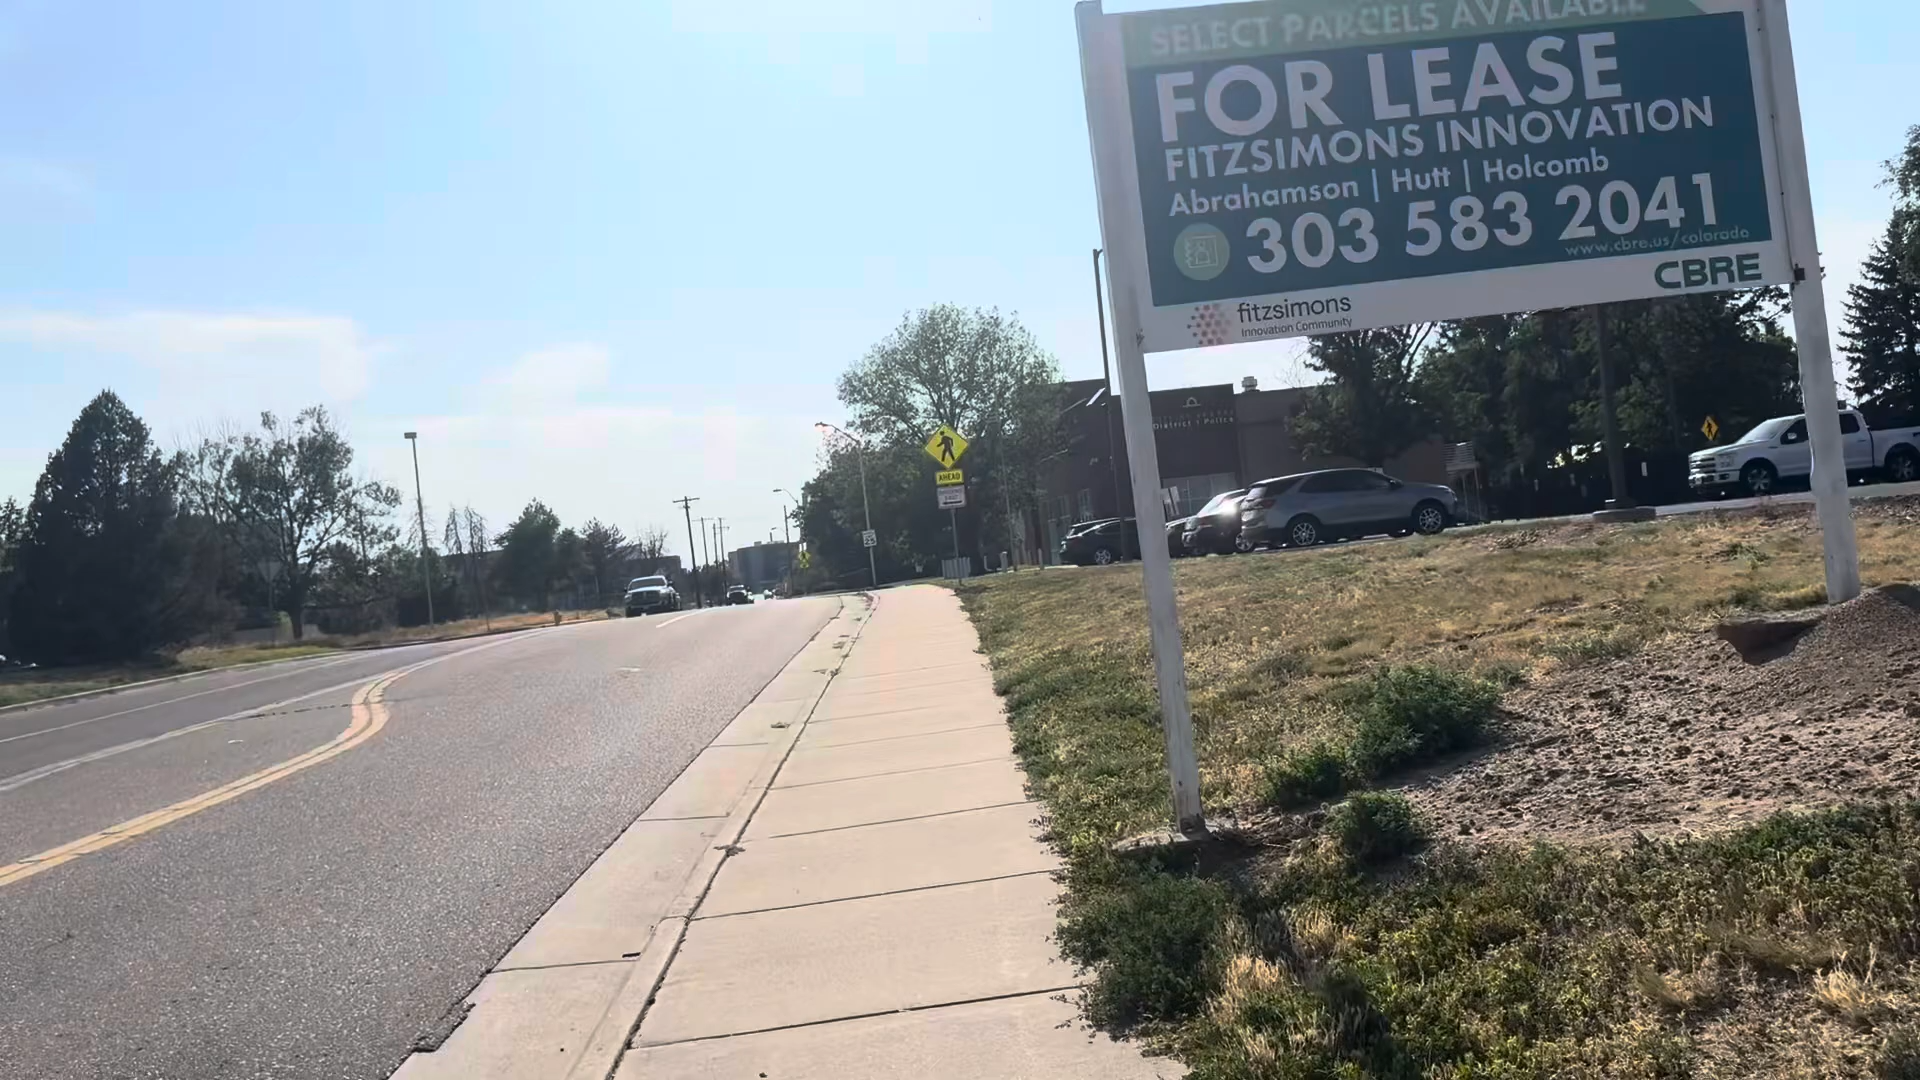 SELECT PARCELS AVAILABLE
FOR LEASE
FITZSIMONS INNOVATION
Abrahamson | Hutt | Holcomb
303 583 2041
www.cbre.us/colorado
CBRE
fitzsimons
Innovation Community
District 1 Police
AHEAD
25